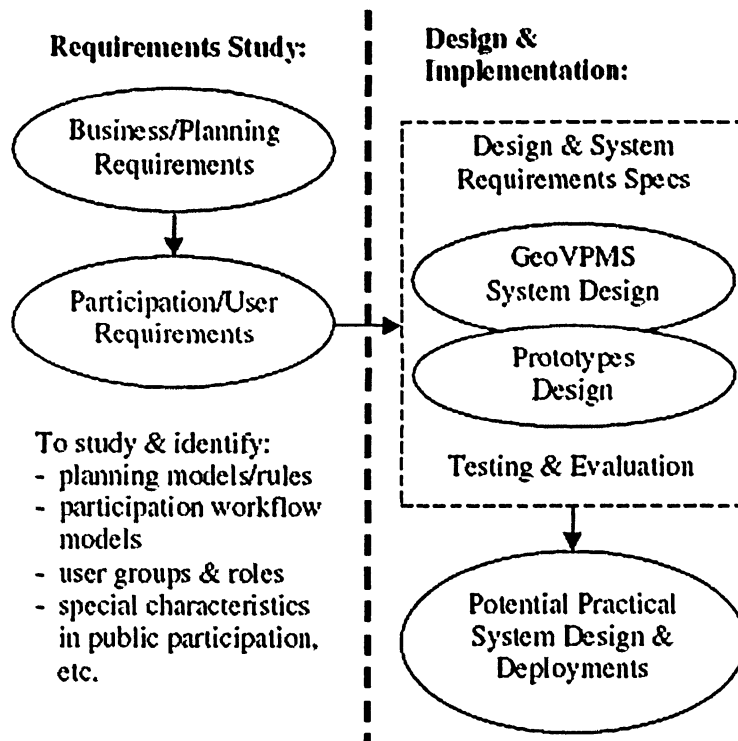 Requirements Study:
Business/Planning
Requirements
Participation/User
Requirements
To study & identify:
- planning models/rules
- participation workflow
models
- user groups & roles
- special characteristics
in public participation,
etc.
Design &
Implementation:
Design & System
Requirements Specs
GeoVPMS
System Design
Prototypes
Design
Testing & Evaluation
Potential Practical
System Design &
Deployments